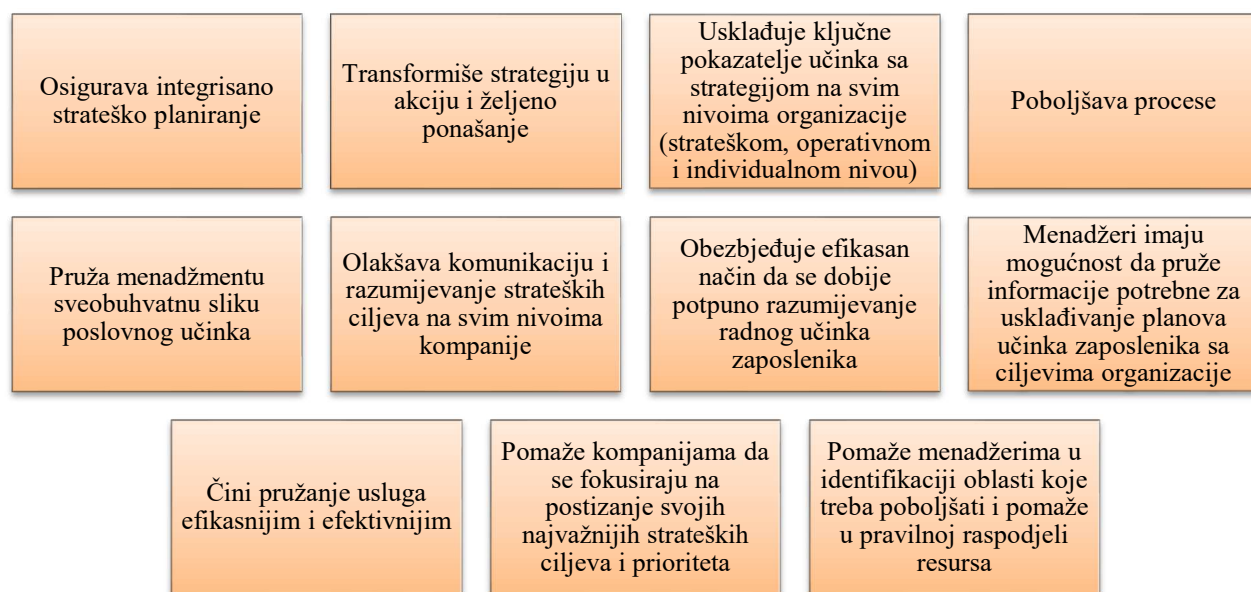 Osigurava integrisano
strateško planiranje
Transformiše strategiju u
akciju i željeno
ponašanje
Usklađuje ključne
pokazatelje učinka sa
strategijom na svim
nivoima organizacije
(strateškom, operativnom
i individualnom nivou)
Poboljšava procese
Pruža menadžmentu
sveobuhvatnu sliku
poslovnog učinka
Olakšava komunikaciju i
razumijevanje strateških
ciljeva na svim nivoima
kompanije
Obezbjeđuje efikasan
način da se dobije
potpuno razumijevanje
radnog učinka
zaposlenika
Menadžeri imaju
mogućnost da pruže
informacije potrebne za
usklađivanje planova
učinka zaposlenika sa
ciljevima organizacije
Čini pružanje usluga
efikasnijim i efektivnijim
Pomaže kompanijama da
se fokusiraju na
postizanje svojih
najvažnijih strateških
ciljeva i prioriteta
Pomaže menadžerima u
identifikaciji oblasti koje
treba poboljšati i pomaže
u pravilnoj raspodjeli
resursa